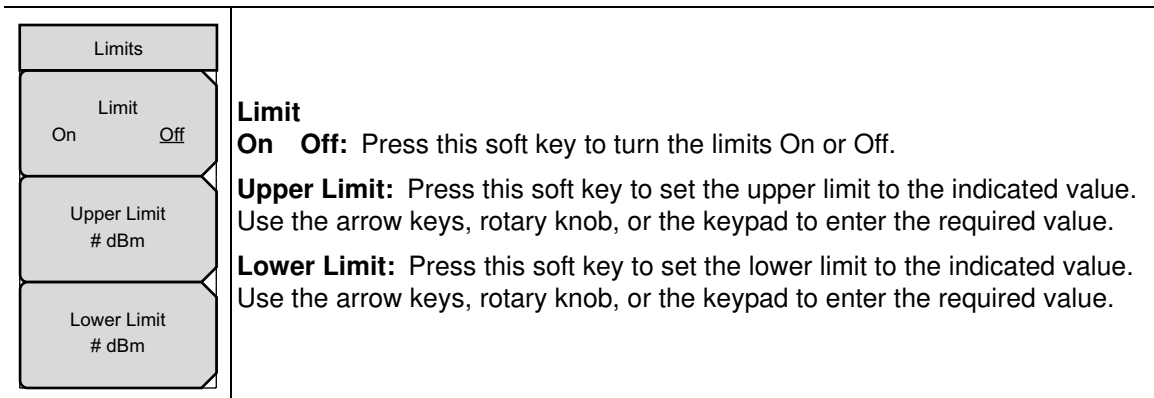 Limits
Limit
On Off
Upper Limit
# dBm
Lower Limit
# dBm
Limit
On Off: Press this soft key to turn the limits On or Off.
Upper Limit: Press this soft key to set the upper limit to the indicated value.
Use the arrow keys, rotary knob, or the keypad to enter the required value.
Lower Limit: Press this soft key to set the lower limit to the indicated value.
Use the arrow keys, rotary knob, or the keypad to enter the required value.